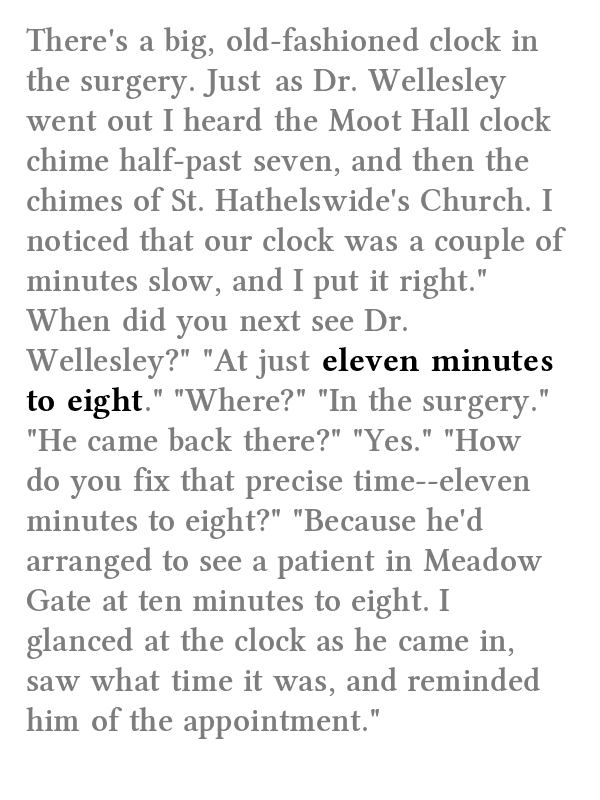 There's a big, old-fashioned clock in
the surgery. Just as Dr. Wellesley
went out I heard the Moot Hall clock
chime half-past seven, and then the
chimes of St. Hathelswide's Church. I
noticed that our clock was a couple of
minutes slow, and I put it right."
When did you next see Dr.
Wellesley?" "At just eleven minutes
to eight." "Where?" "In the surgery."
"He came back there?" "Yes." "How
do you fix that precise time--eleven
minutes to eight?" "Because he'd
arranged to see a patient in Meadow
Gate at ten minutes to eight. I
glanced at the clock as he came in,
saw what time it was, and reminded
him of the appointment."